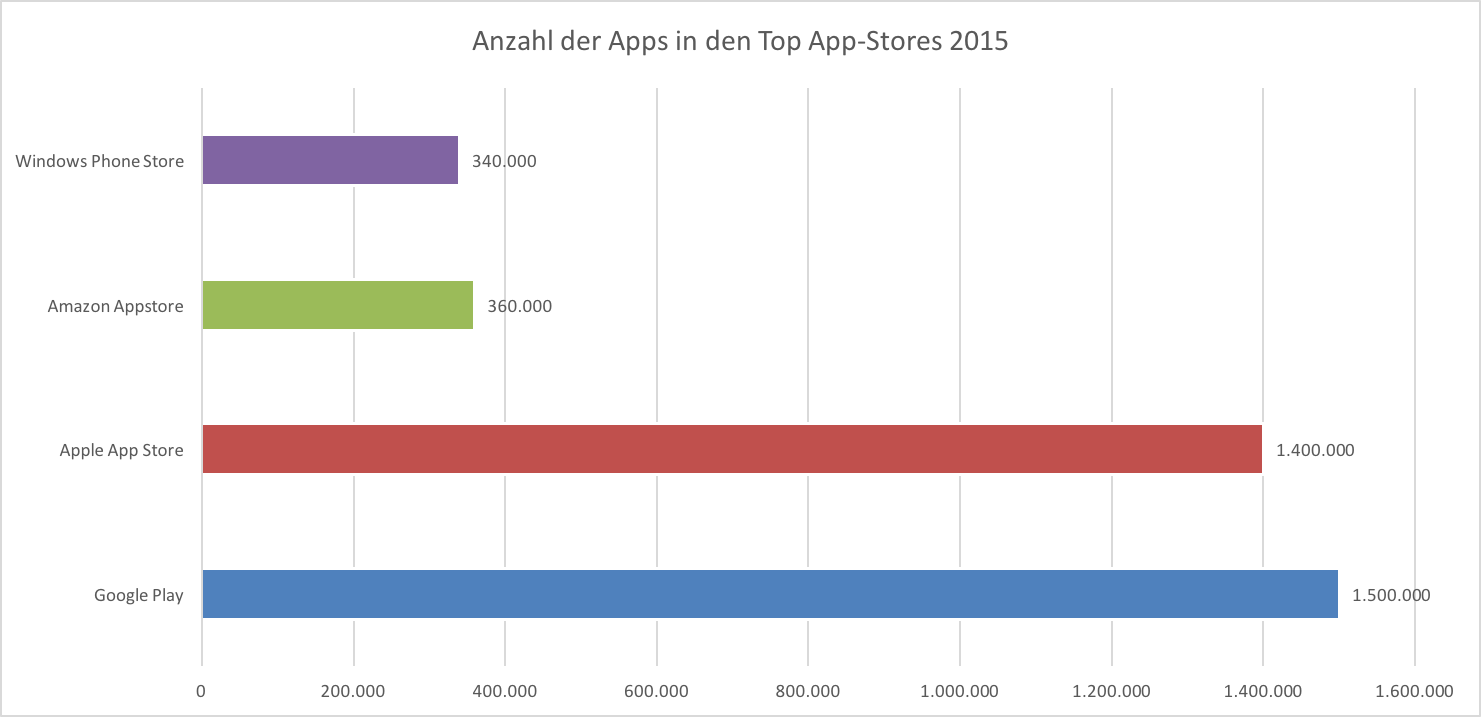 Anzahl der Apps in den Top App-Stores 2015
Windows Phone Store 340.000
Amazon Appstore 360.000
Apple App Store 1.400.000
Google Play 1.500.000
0 200.000 400.000 600.000 800.000 1.000.000 1.200.000 1.400.000 1.600.000